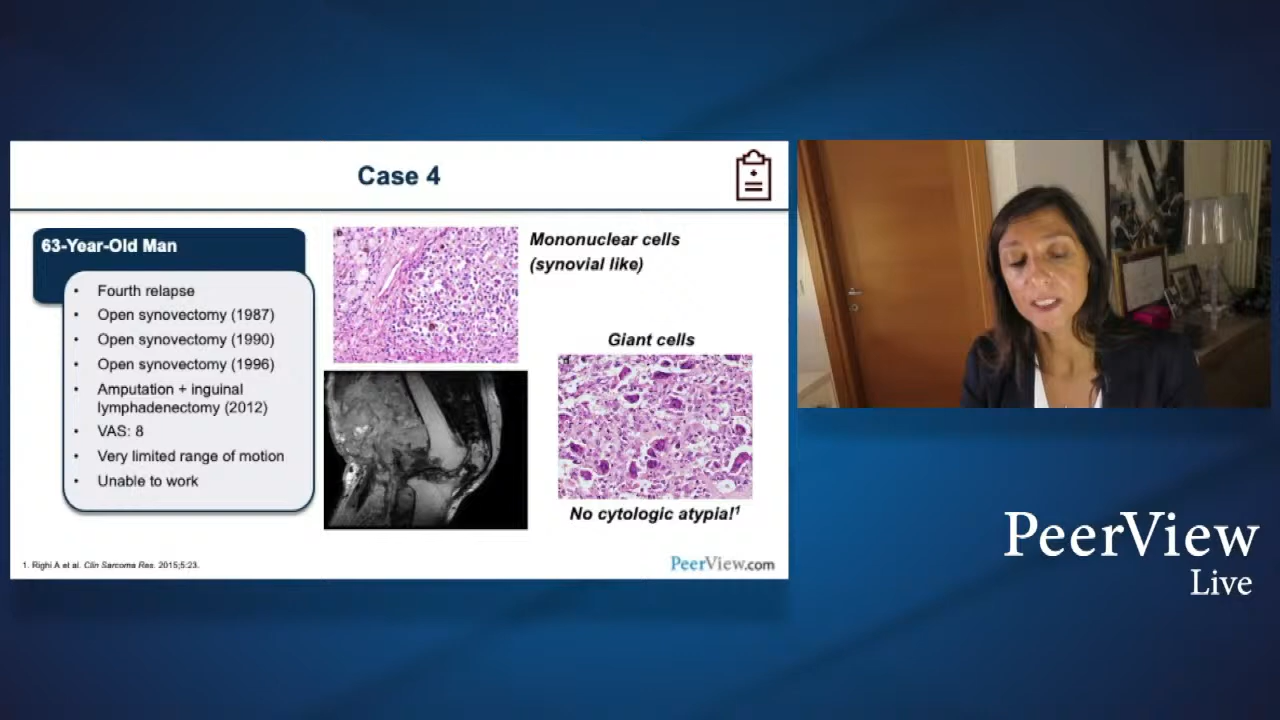 Case 4
63-Year-Old Man
• Fourth relapse
• Open synovectomy (1987)
• Open synovectomy (1990)
• Open synovectomy (1996)
• Amputation + inguinal
lymphadenectomy (2012)
• VAS: 8
• Very limited range of motion
• Unable to work
Mononuclear cells
(synovial like)
Giant cells
No cytologic atypia!¹
1. Righi A et al. Clin Sarcoma Res. 2015;5:23.
PeerView.com
PeerView
Live